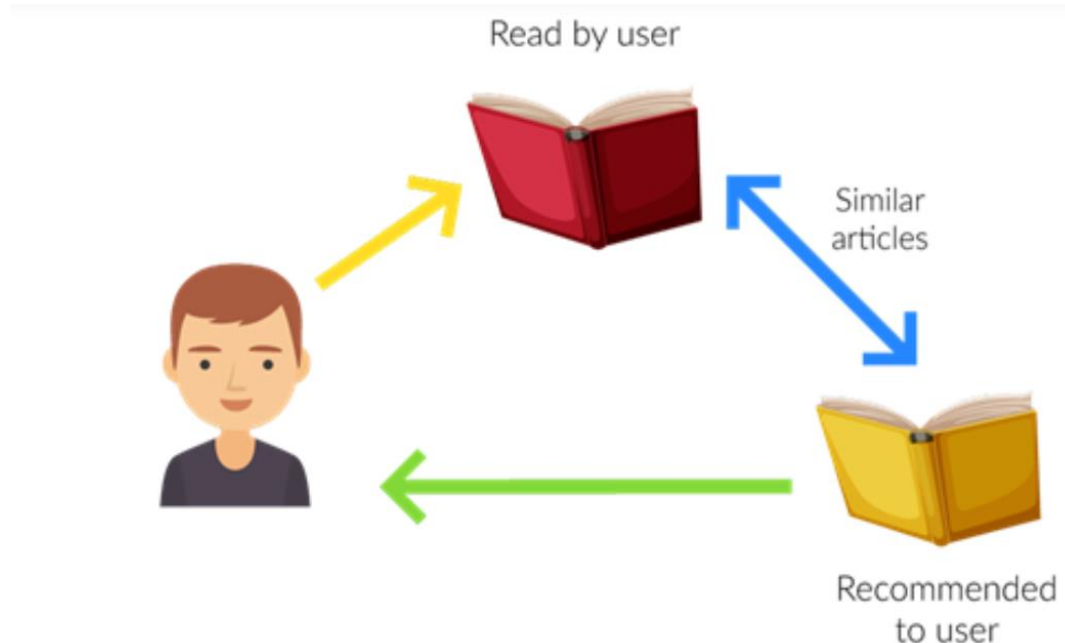 Read by user
Similar
articles
Recommended
to user